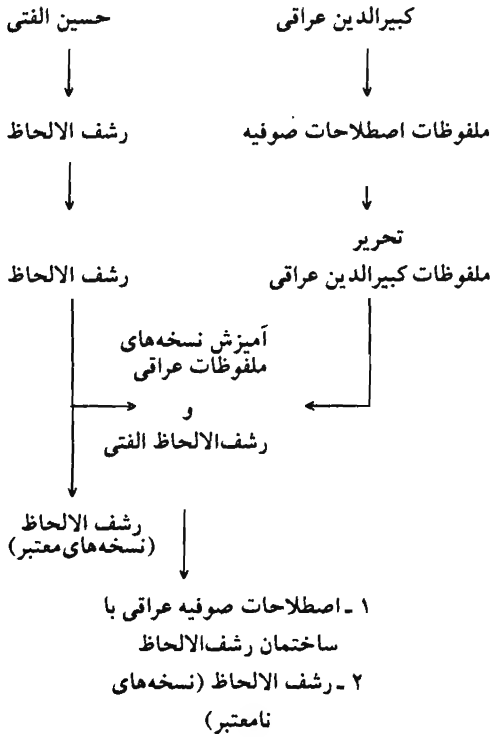 کبیرالدین عراقی
حسین الفتی
ملفوظات اصطلاحات صوفیه
رشف الالحاظ
تحریر
ملفوظات کبیرالدین عراقی
رشف الالحاظ
آمیزش نسخه‌های
ملفوظات عراقی
و
رشف‌الالحاظ الفتی
رشف الالحاظ
(نسخه‌های معتبر)
۱ ـ اصطلاحات صوفیه عراقی با
ساختمان رشف‌الالحاظ
۲ ـ رشف الالحاظ (نسخه‌های
نامعتبر)